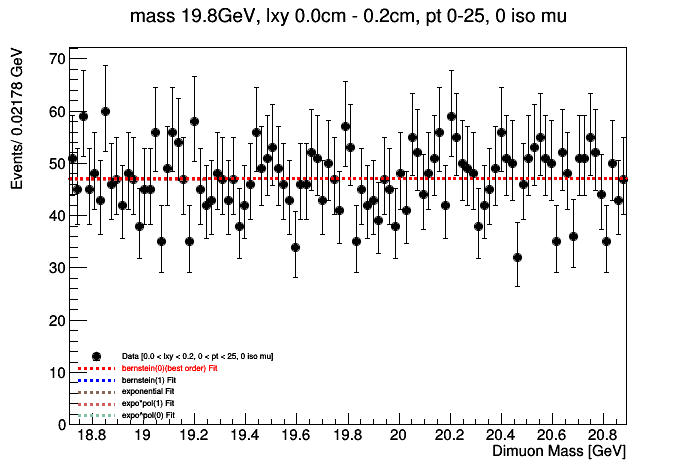 mass 19.8GeV, lxy 0.0cm - 0.2cm, pt 0-25, 0 iso mu
Events/ 0.02178 GeV
70
60
50
40
30
20
10
0
Data [0.0 < lxy < 0.2, 0 < pt < 25, 0 iso mu]
bernstein(0)(best order) Fit
bernstein(1) Fit
exponential Fit
expo*pol(1) Fit
expo^pol(0) Fit
18.8 19 19.2 19.4 19.6 19.8 20 20.2 20.4 20.6 20.8
Dimuon Mass [GeV]